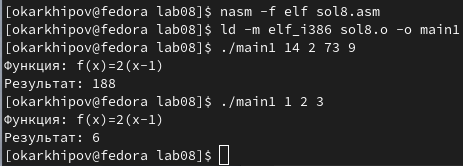 [okarkhipov@fedora lab08]$ nasm -f elf sol8.asm
[okarkhipov@fedora lab08]$ ld -m elf_i386 sol8.o -o main1
[okarkhipov@fedora lab08]$ ./main1 14 2 73 9
Функция: f(x)=2(x-1)
Результат: 188
[okarkhipov@fedora lab08]$ ./main1 1 2 3
Функция: f(x)=2(x-1)
Результат: 6
[okarkhipov@fedora lab08]$